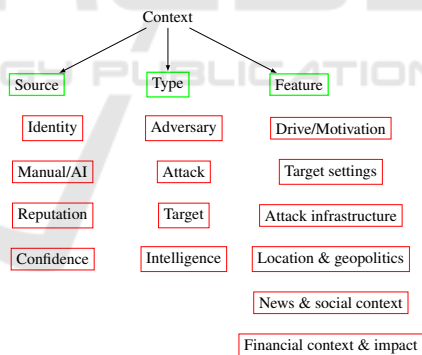 Context
Source Type Feature
Identity Adversary Drive/Motivation
Manual/AI Attack Target settings
Reputation Target Attack infrastructure
Confidence Intelligence Location & geopolitics
News & social context
Financial context & impact